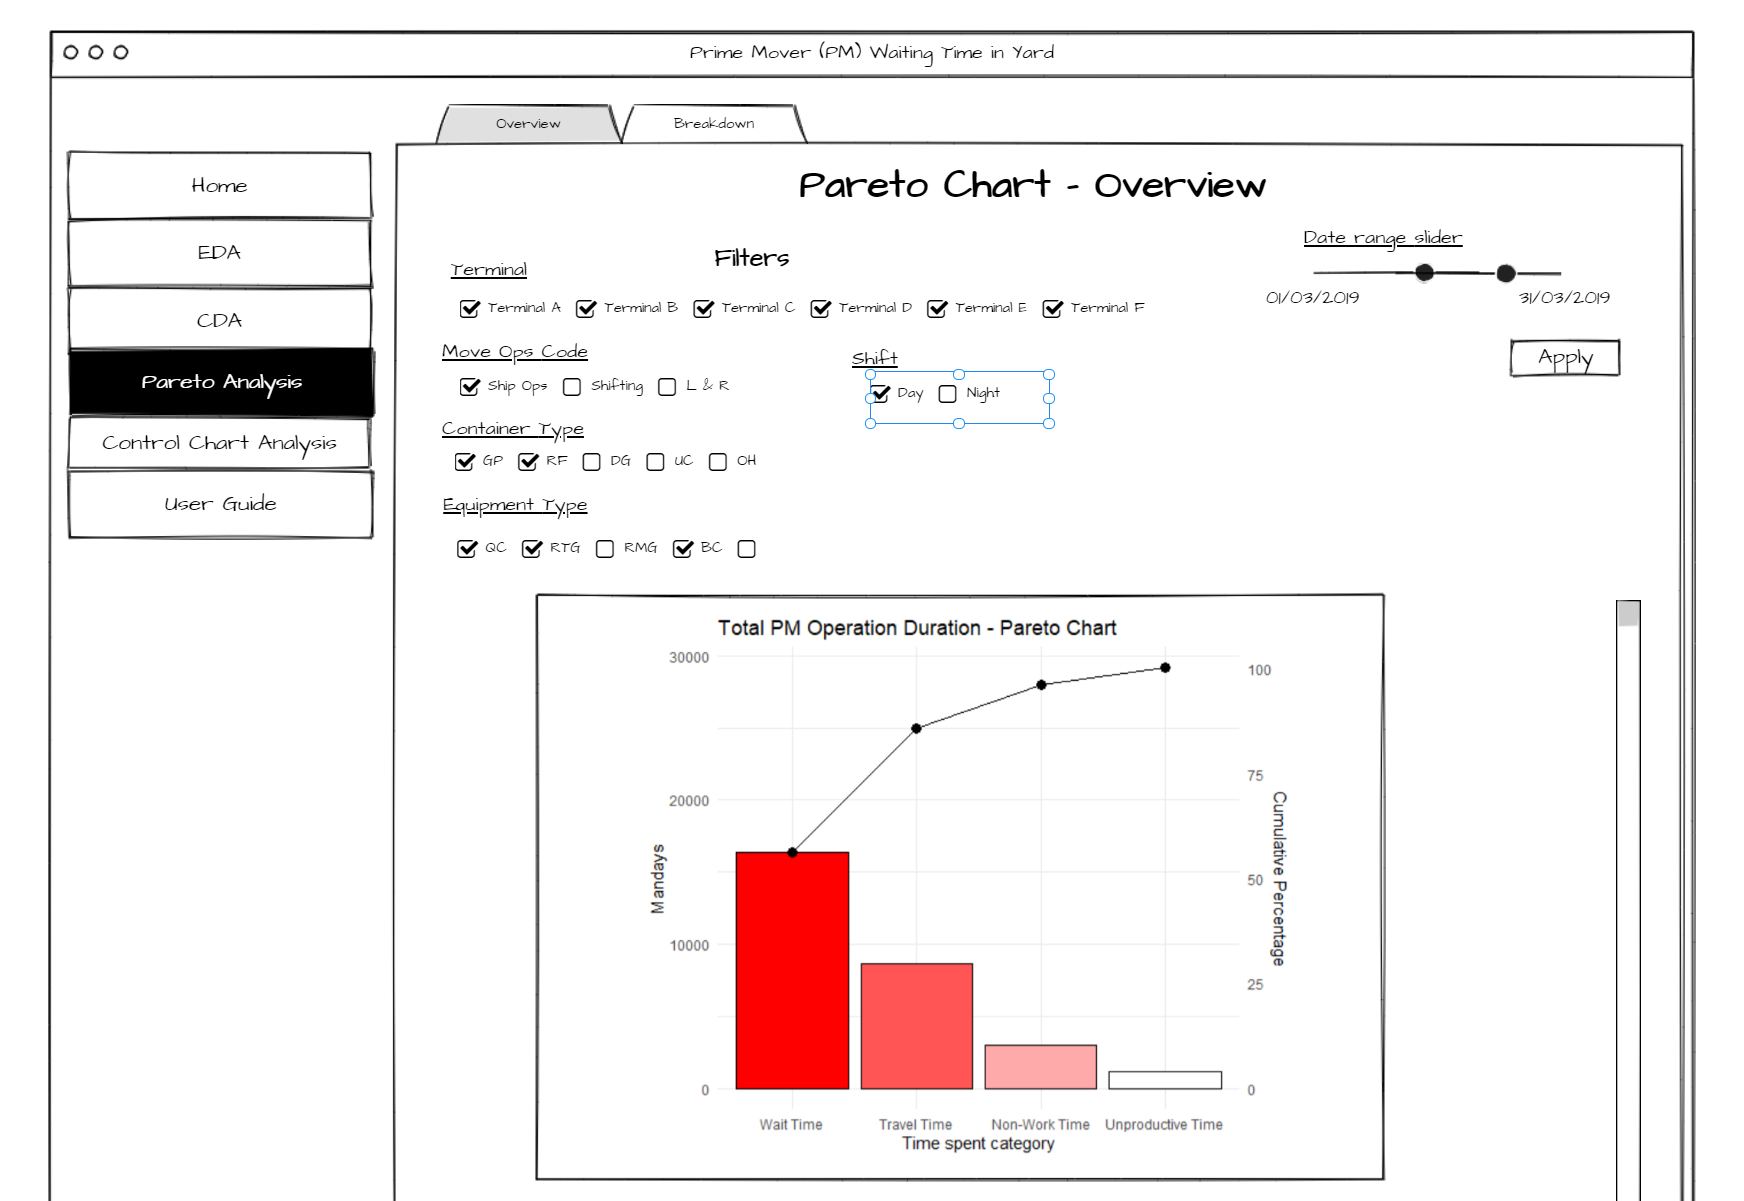 Prime Mover (PM) Waiting Time in Yard
Overview
Breakdown
Home
EDA
CDA
Pareto Analysis
Control Chart Analysis
User Guide
Pareto Chart - Overview
Filters
Date range slider
01/03/2019 31/03/2019
Apply
Terminal
Terminal A Terminal B Terminal C Terminal D Terminal E Terminal F
Move Ops Code
Ship Ops Shifting L & R
Shift
Day Night
Container Type
GP RF DG UC OH
Equipment Type
QC RTG RMG BC
Total PM Operation Duration - Pareto Chart
30000
20000
10000
0
Mandays
100
75
50
25
0
Cumulative Percentage
Wait Time Travel Time Non-Work Time Unproductive Time
Time spent category